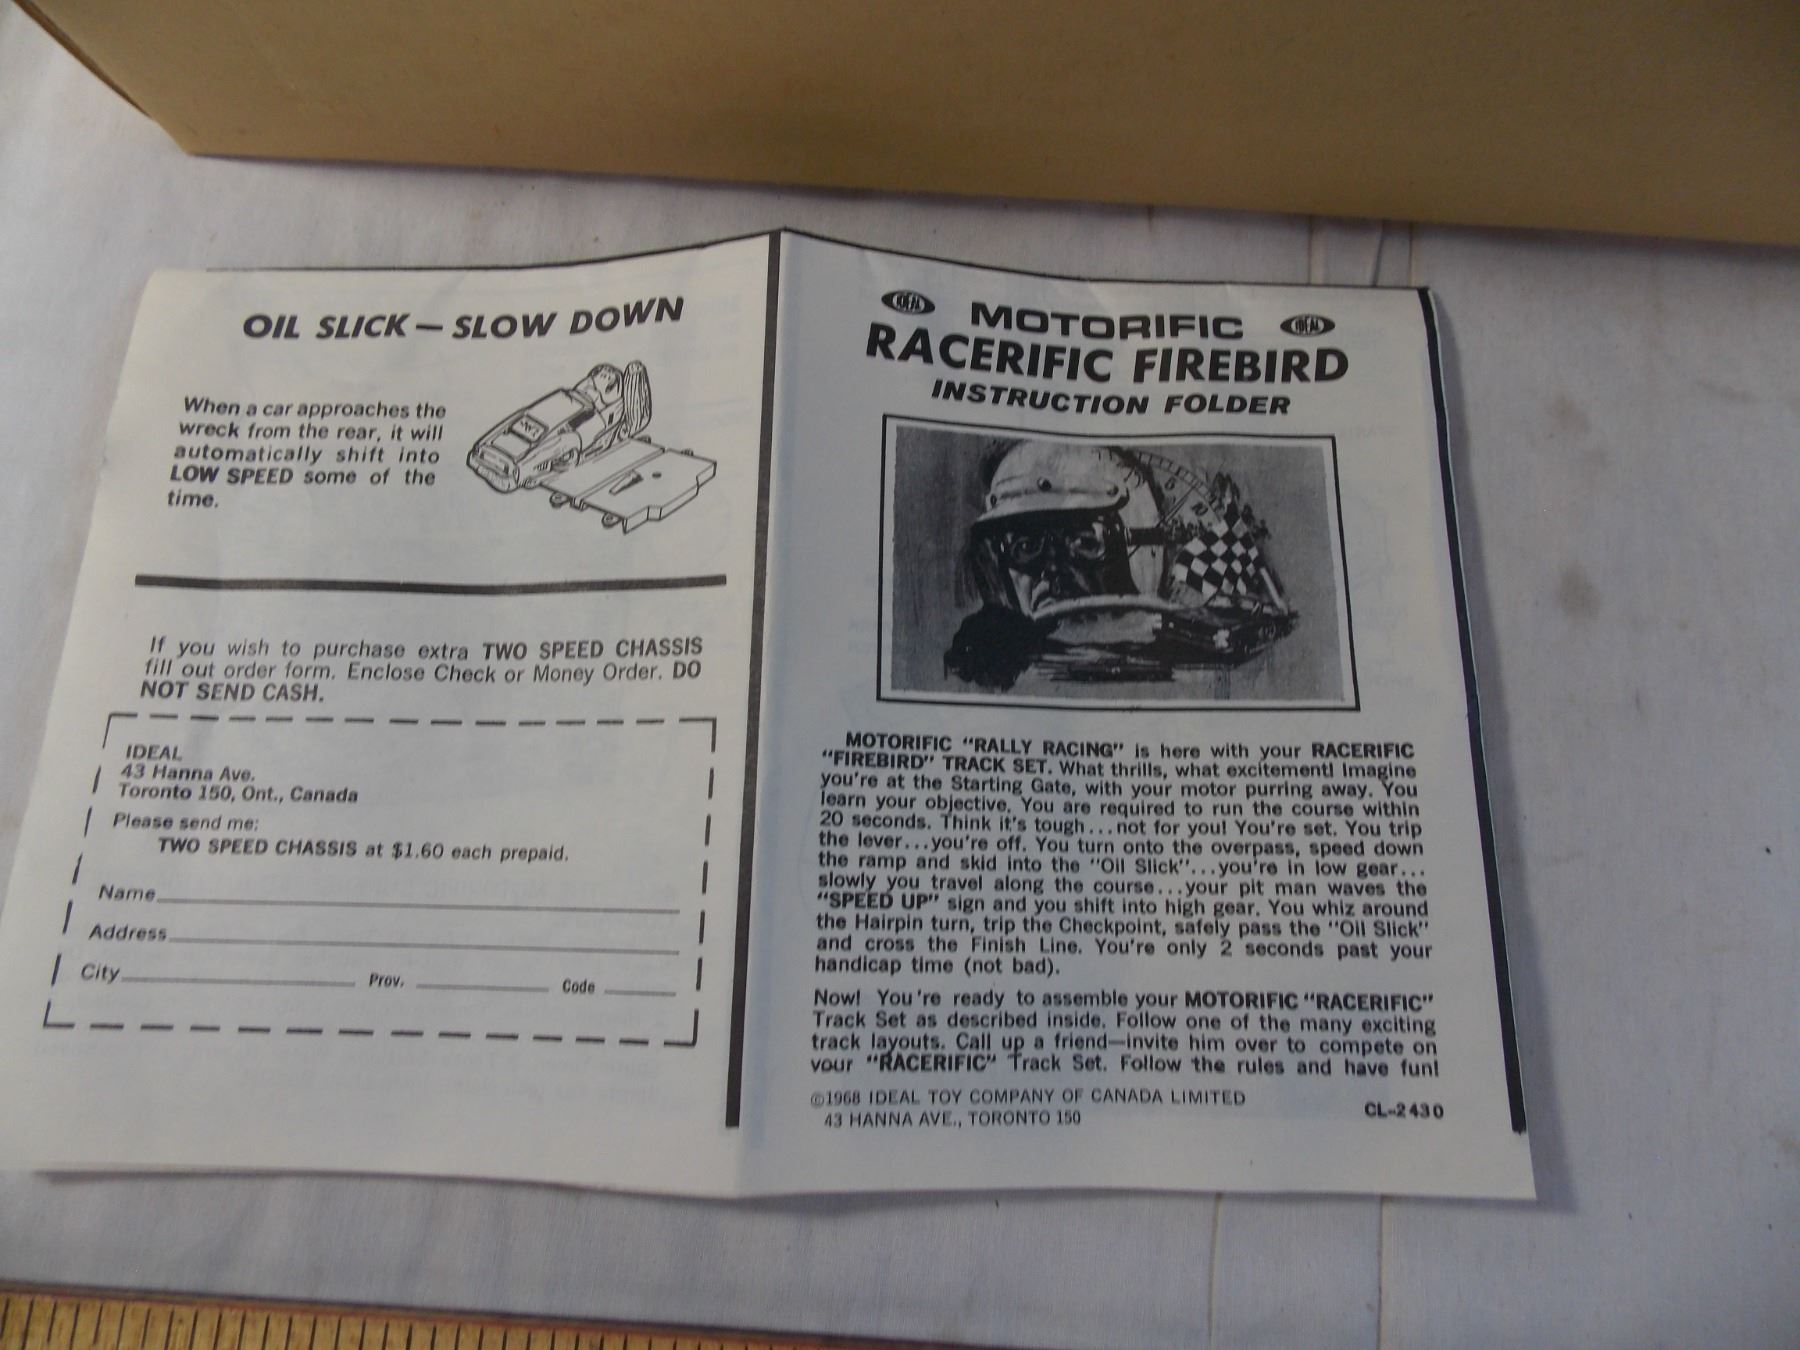 OIL SLICK — SLOW DOWN
When a car approaches the
wreck from the rear, it will
automatically shift into
LOW SPEED some of the
time.
If you wish to purchase extra TWO SPEED CHASSIS
fill out order form. Enclose Check or Money Order. DO
NOT SEND CASH.
IDEAL
43 Hanna Ave.
Toronto 150, Ont., Canada
Please send me:
TWO SPEED CHASSIS at $1.60 each prepaid.
Name
Address
City Prov. Code
IDEAL MOTORIFIC IDEAL
RACERIFIC FIREBIRD
INSTRUCTION FOLDER
MOTORIFIC "RALLY RACING" is here with your RACERIFIC
"FIREBIRD" TRACK SET. What thrills, what excitement! Imagine
you're at the Starting Gate, with your motor purring away. You
learn your objective. You are required to run the course within
20 seconds. Think it's tough...not for you! You're set. You trip
the lever...you're off. You turn onto the overpass, speed down
the ramp and skid into the "Oil Slick"...you're in low gear...
slowly you travel along the course...your pit man waves the
"SPEED UP" sign and you shift into high gear. You whiz around
the Hairpin turn, trip the Checkpoint, safely pass the "Oil Slick"
and cross the Finish Line. You're only 2 seconds past your
handicap time (not bad).
Now! You're ready to assemble your MOTORIFIC "RACERIFIC"
Track Set as described inside. Follow one of the many exciting
track layouts. Call up a friend—invite him over to compete on
your "RACERIFIC" Track Set. Follow the rules and have fun!
©1968 IDEAL TOY COMPANY OF CANADA LIMITED
43 HANNA AVE., TORONTO 150
CL-2430